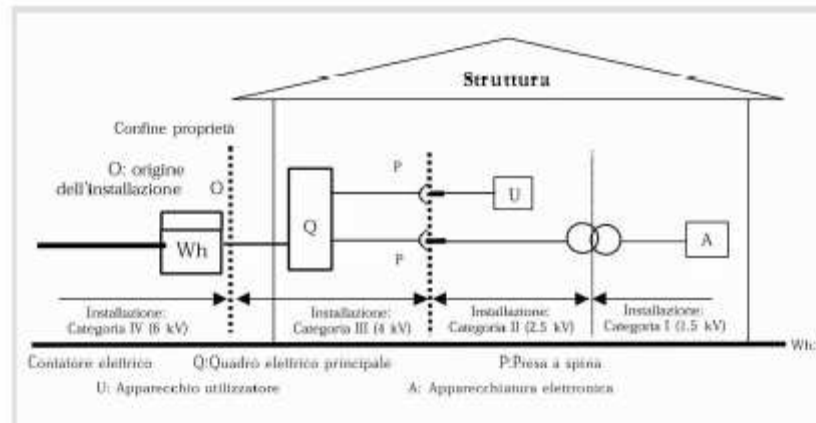 Struttura
Confine proprietà
O: origine
dell'installazione
O
P
U
Q
Wh
A
P
Installazione:
Categoria IV (6 kV)
Installazione:
Categoria III (4 kV)
Installazione:
Categoria II (2.5 kV)
Installazione:
Categoria I (1.5 kV)
Wh:
Contatore elettrico
Q:Quadro elettrico principale
P:Presa a spina
U: Apparecchio utilizzatore
A: Apparecchiatura elettronica